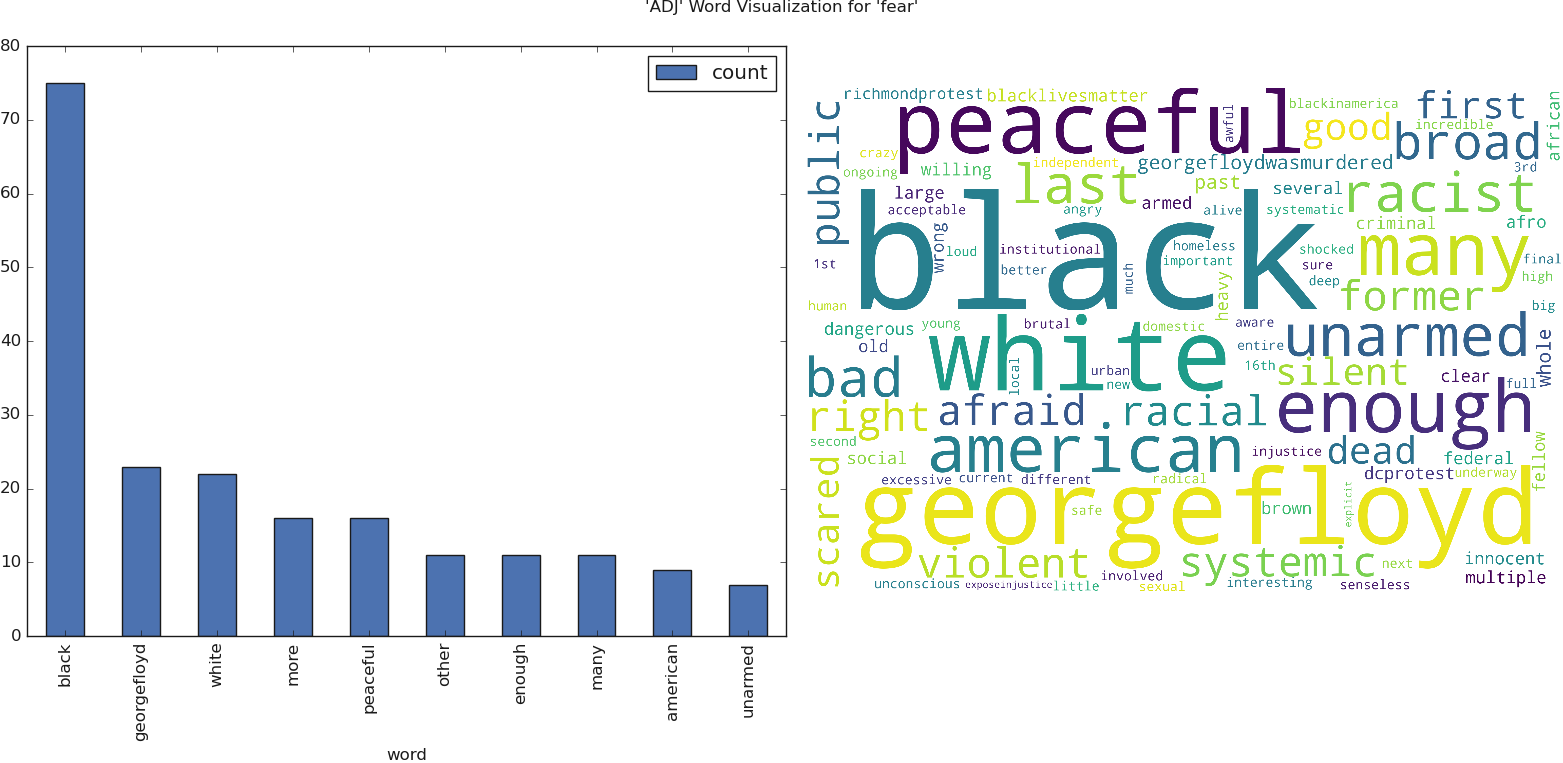 'ADJ' Word Visualization for 'fear'
80
70
60
50
40
30
20
10
0
count
black
georgefloyd
white
more
peaceful
other
enough
many
american
unarmed
word
richmondprotest
blacklivesmatter
peaceful
awful
blackinamerica
first
african
public
good
incredible
broad
crazy
independent
georgefloydwasmurdered
3rd
ongoing
willing
last
past
several
racist
large
acceptable
angry
armed
alive
systematic
criminal
afro
black
wrong
loud
institutional
homeless
shocked
many
1st
better
much
important
sure
final
deep
high
heavy
former
human
big
dangerous
young
brutal
domestic
aware
unarmed
old
white
entire
whole
bad
local
urban
new
16th
silent
clear
full
right
afraid
racial
enough
second
american
injustice
dead
social
federal
scared
excessive
current
different
radical
dcprotest
underway
fellow
georgefloyd
safe
brown
explicit
violent
systemic
next
innocent
unconscious
exposeinjustice
little
involved
sexual
interesting
senseless
multiple